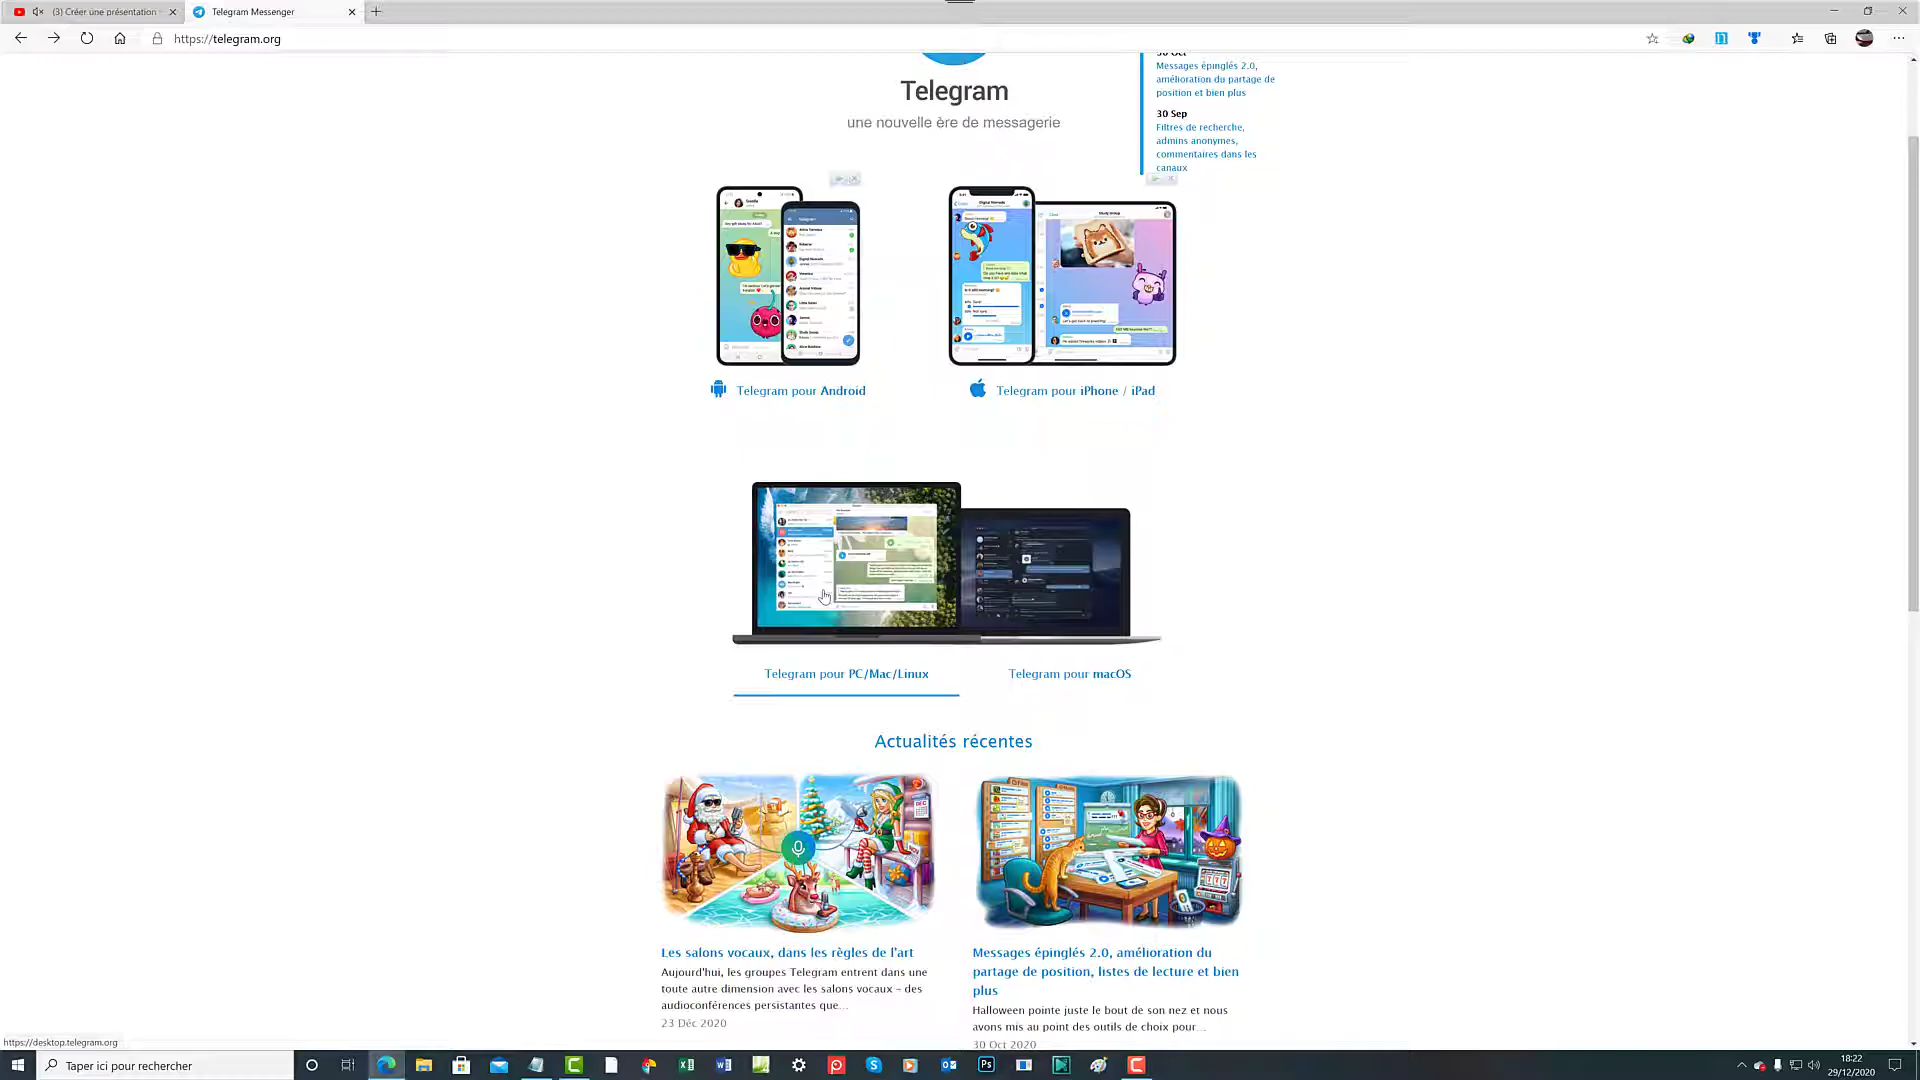 (3) Créer une présentation
Telegram Messenger
https://telegram.org
30 Oct
Messages épinglés 2.0,
amélioration du partage de
position et bien plus
30 Sep
Filtres de recherche,
admins anonymes,
commentaires dans les
canaux
Telegram
une nouvelle ère de messagerie
Telegram pour Android
Telegram pour iPhone / iPad
Telegram pour PC/Mac/Linux
Telegram pour macOS
Actualités récentes
Les salons vocaux, dans les règles de l'art
Aujourd'hui, les groupes Telegram entrent dans une
toute autre dimension avec les salons vocaux – des
audioconférences persistantes que...
23 Déc 2020
Messages épinglés 2.0, amélioration du
partage de position, listes de lecture et bien
plus
Halloween pointe juste le bout de son nez et nous
avons mis au point des outils de choix pour...
30 Oct 2020
https://desktop.telegram.org
Taper ici pour rechercher
18:22
29/12/2020